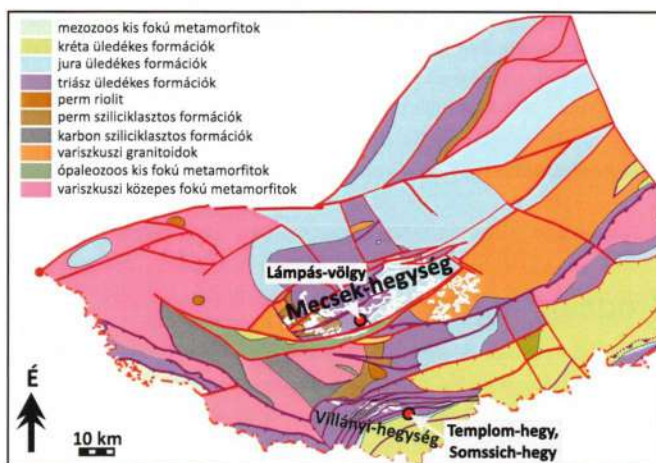 mezozoos kis fokú metamorfitok
kréta üledékes formációk
jura üledékes formációk
triász üledékes formációk
perm riolit
perm sziliciklasztos formációk
karbon sziliciklasztos formációk
variszkuszi granitoidok
ópaleozoos kis fokú metamorfitok
variszkuszi közepes fokú metamorfitok
Lámpás-völgy
Mecsek-hegység
É
10 km
Villányi-hegység
Templom-hegy,
Somssich-hegy